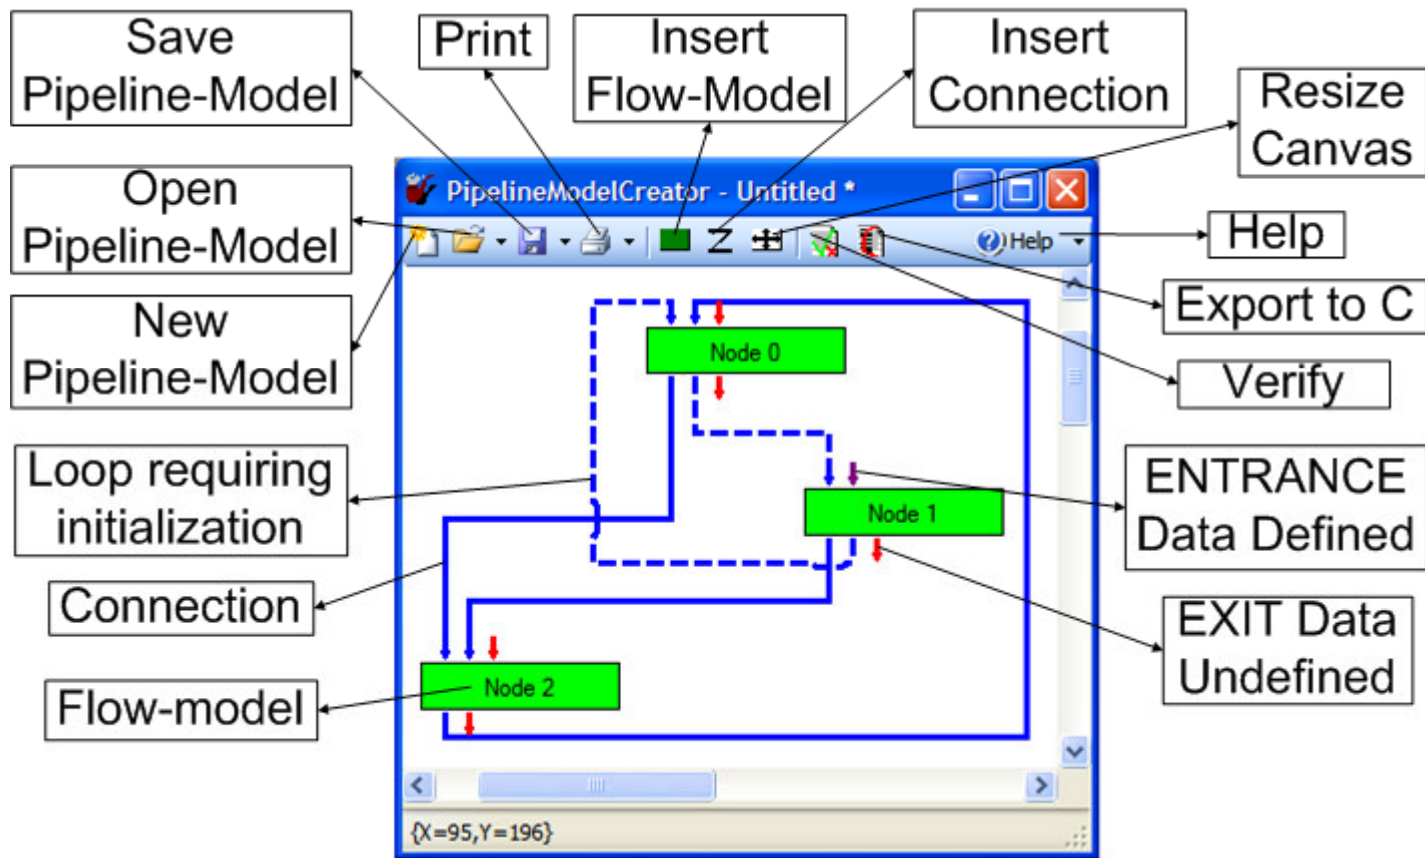 Save
Pipeline-Model
Print
Insert
Flow-Model
Insert
Connection
Resize
Canvas
Open
Pipeline-Model
PipelineModelCreator - Untitled *
Help
Help
New
Pipeline-Model
Export to C
Node 0
Verify
Loop requiring
initialization
ENTRANCE
Data Defined
Node 1
Connection
EXIT Data
Undefined
Flow-model
Node 2
{X=95,Y=196}